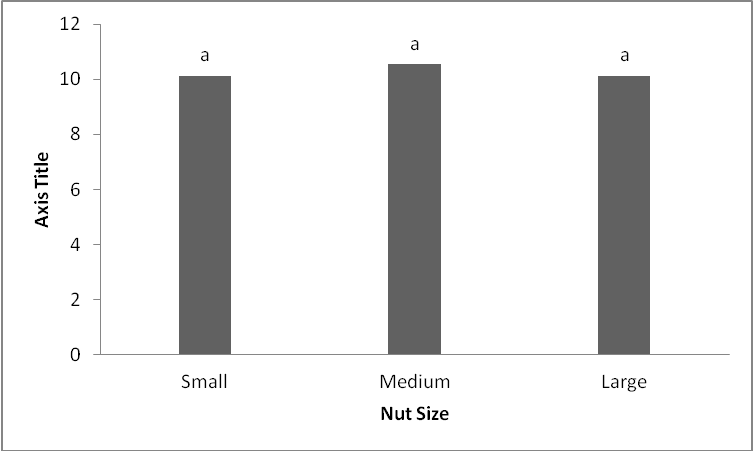 12
10
8
6
4
2
0
Axis Title
a
a
a
Small
Medium
Large
Nut Size